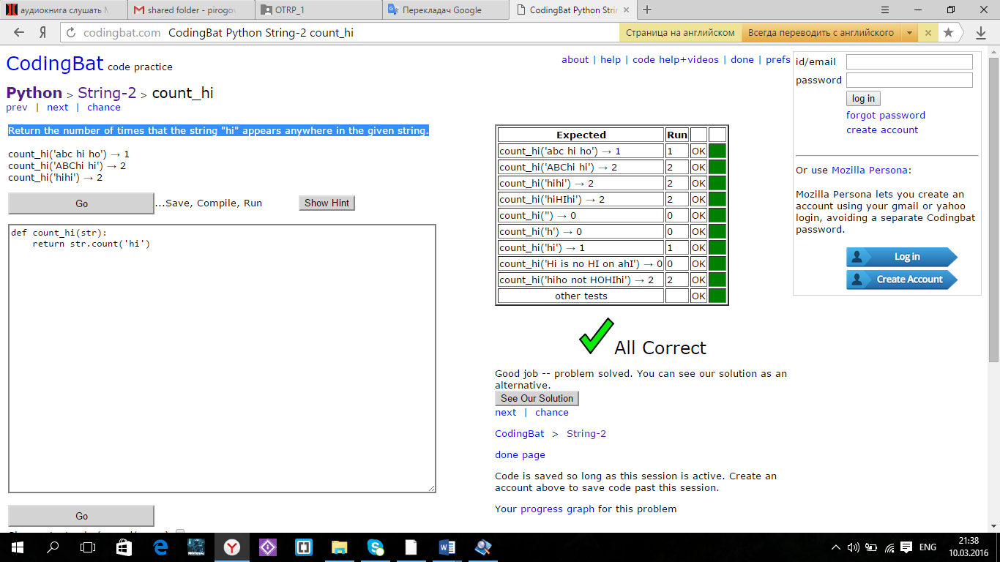 аудиокнига слушать М
shared folder - pirogov
OTRP_1
Перекладач Google
CodingBat Python Strin
codingbat.com CodingBat Python String-2 count_hi
Страница на английском
Всегда переводить с английского
CodingBat code practice
about | help | code help+videos | done | prefs
Python > String-2 > count_hi
prev | next | chance
Return the number of times that the string "hi" appears anywhere in the given string.
count_hi('abc hi ho') → 1
count_hi('ABChi hi') → 2
count_hi('hihi') → 2
Go
...Save, Compile, Run
Show Hint
def count_hi(str):
    return str.count('hi')
Go
Expected Run
count_hi('abc hi ho') → 1 1 OK
count_hi('ABChi hi') → 2 2 OK
count_hi('hihi') → 2 2 OK
count_hi('hiHIhi') → 2 2 OK
count_hi('') → 0 0 OK
count_hi('h') → 0 0 OK
count_hi('hi') → 1 1 OK
count_hi('Hi is no HI on ahI') → 0 0 OK
count_hi('hiho not HOHIhi') → 2 2 OK
other tests OK
All Correct
Good job -- problem solved. You can see our solution as an
alternative.
See Our Solution
next | chance
CodingBat > String-2
done page
Code is saved so long as this session is active. Create an
account above to save code past this session.
Your progress graph for this problem
id/email
password
log in
forgot password
create account
Or use Mozilla Persona:
Mozilla Persona lets you create an
account using your gmail or yahoo
login, avoiding a separate Codingbat
password.
Log in
Create Account
ENG
21:38
10.03.2016